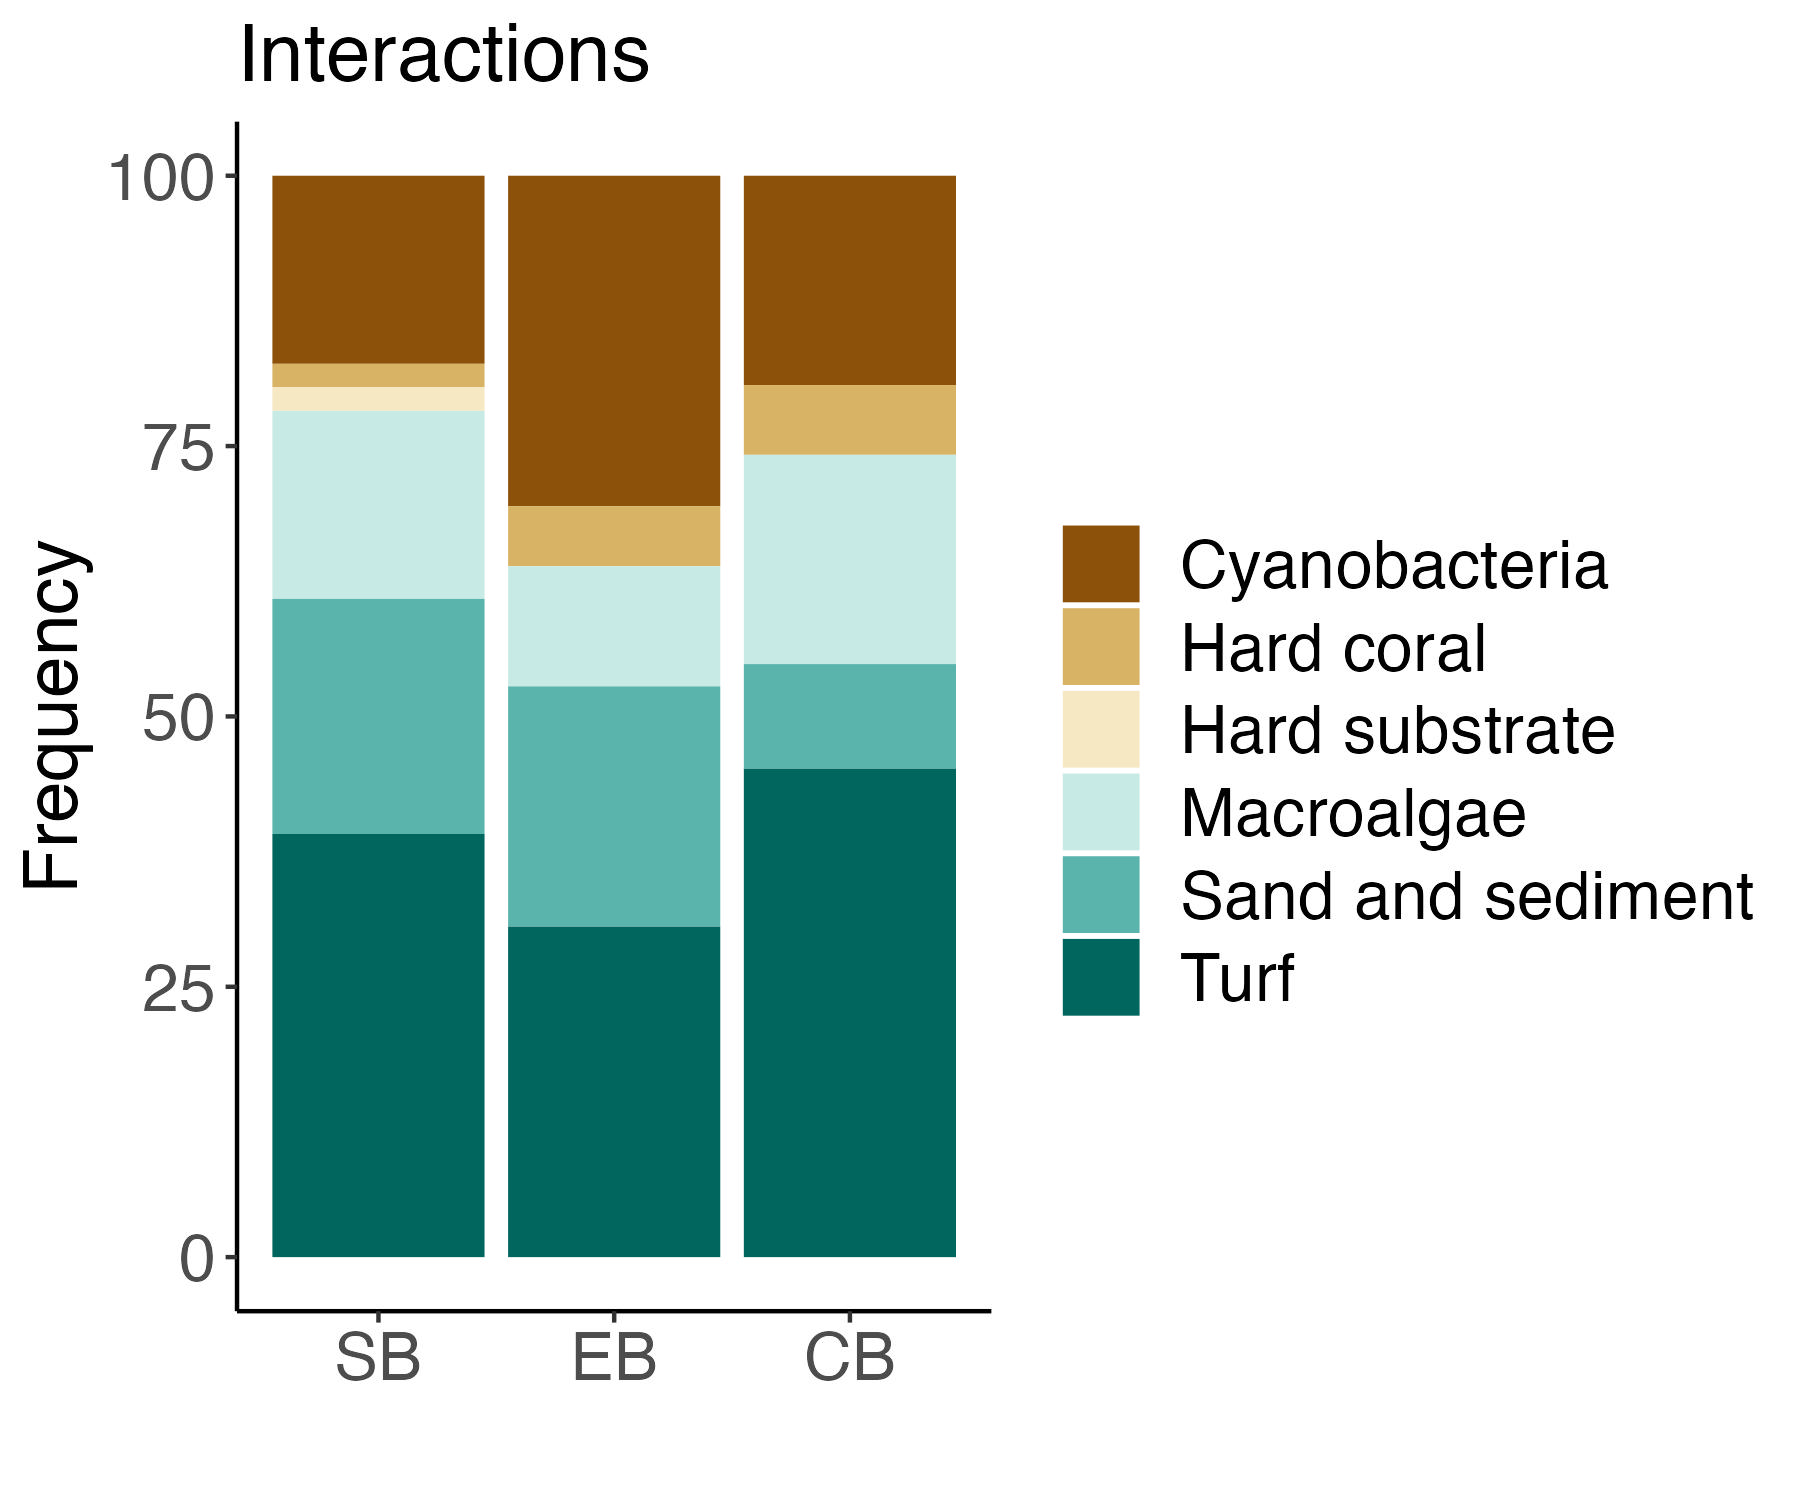 Interactions
100
75
50
25
0
Frequency
SB EB CB
Cyanobacteria
Hard coral
Hard substrate
Macroalgae
Sand and sediment
Turf